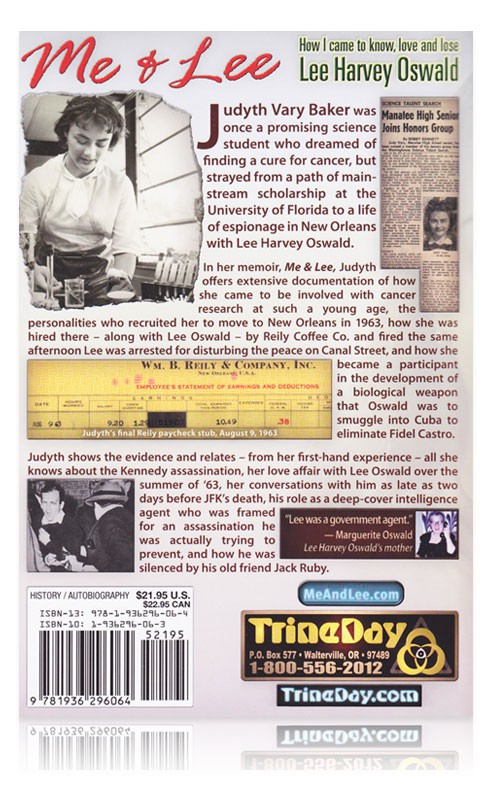 Me & Lee
How I came to know, love and lose
Lee Harvey Oswald
Judyth Vary Baker was
once a promising science
student who dreamed of
finding a cure for cancer, but
strayed from a path of main-
stream scholarship at the
University of Florida to a life
of espionage in New Orleans
with Lee Harvey Oswald.
SCIENCE TALENT SEARCH
Manatee High Senior
Joins Honors Group
In her memoir, Me & Lee, Judyth
offers extensive documentation of how
she came to be involved with cancer
research at such a young age, the
personalities who recruited her to move to New Orleans in 1963, how she was
hired there – along with Lee Oswald – by Reily Coffee Co. and fired the same
afternoon Lee was arrested for disturbing the peace on Canal Street, and how she
became a participant
in the development of
a biological weapon
that Oswald was to
smuggle into Cuba to
eliminate Fidel Castro.
WM. B. REILY & COMPANY, INC.
NEW ORLEANS U.S.A.
EMPLOYEE'S STATEMENT OF EARNINGS AND DEDUCTIONS
EARNINGS
DATE HOURS WORKED
9.20 1.29 10.49 .38
Judyth's final Reily paycheck stub, August 9, 1963
Judyth shows the evidence and relates – from her first-hand experience – all she
knows about the Kennedy assassination, her love affair with Lee Oswald over the
summer of '63, her conversations with him as late as two
days before JFK's death, his role as a deep-cover intelligence
agent who was framed
for an assassination he
was actually trying to
prevent, and how he was
silenced by his old friend Jack Ruby.
"Lee was a government agent."
— Marguerite Oswald
Lee Harvey Oswald's mother
HISTORY / AUTOBIOGRAPHY
$21.95 U.S.
$22.95 CAN
ISBN-13: 978-1-936296-06-4
ISBN-10: 1-936296-06-3
52195
9 781936 296064
MeAndLee.com
TrineDay
P.O. Box 577 • Walterville, OR • 97489
1-800-556-2012
TrineDay.com